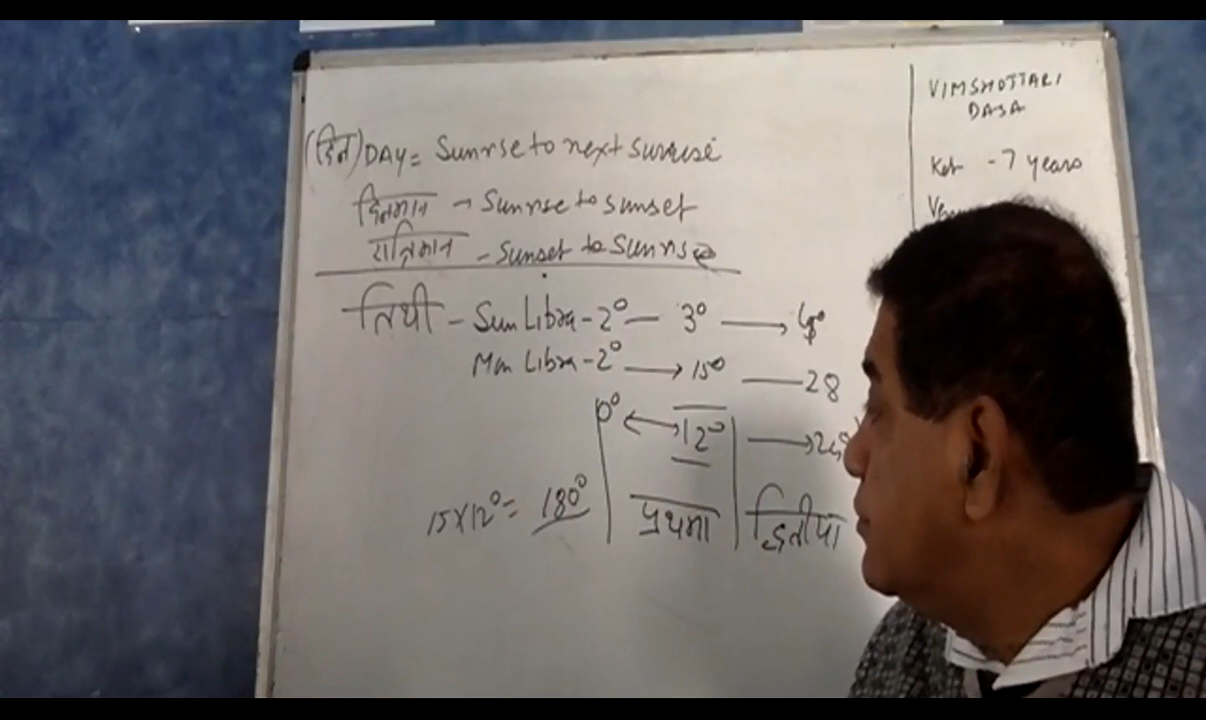 (दिन) DAY = Sunrise to next sunrise
दिनमान → Sunrise to sunset
रात्रिमान - Sunset to Sunrise
तिथी - Sun Libra - 2° — 3° → 4°
Mon Libra - 2° → 15° — 28
0° ↔ 12° → 24°
15 x 12° = 180° प्रथमा द्वितीया
VIMSHOTTARI
DASA
Ket - 7 years